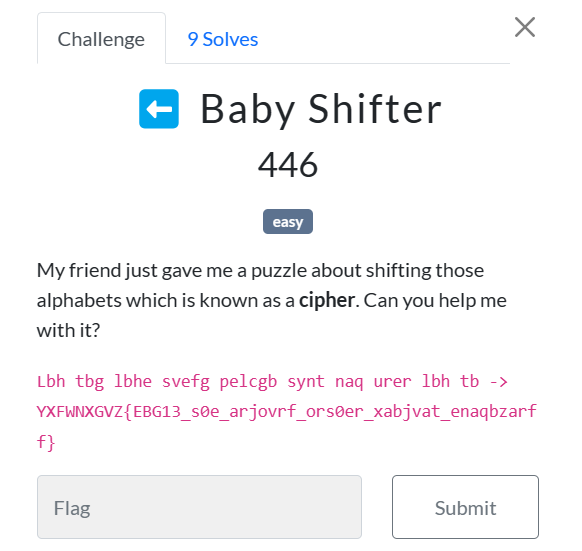 Challenge
9 Solves
Baby Shifter
446
easy
My friend just gave me a puzzle about shifting those
alphabets which is known as a cipher. Can you help me
with it?
Lbh tbg lbhe svefg pelcgb synt naq urer lbh tb ->
YXFWNXGVZ{EBG13_s0e_arjovrf_ors0er_xabjvat_enaqbzarf
f}
Flag
Submit